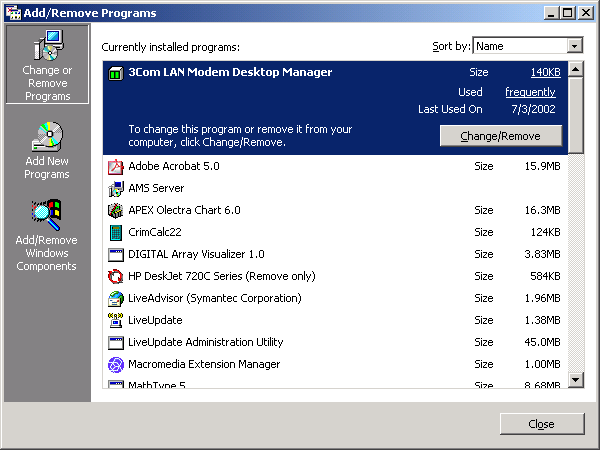 Add/Remove Programs
Change or
Remove
Programs
Add New
Programs
Add/Remove
Windows
Components
Currently installed programs:
Sort by: Name
3Com LAN Modem Desktop Manager Size 140KB
Used frequently
Last Used On 7/3/2002
To change this program or remove it from your
computer, click Change/Remove.
Change/Remove
Adobe Acrobat 5.0 Size 15.9MB
AMS Server
APEX Olectra Chart 6.0 Size 16.3MB
CrimCalc22 Size 124KB
DIGITAL Array Visualizer 1.0 Size 3.83MB
HP DeskJet 720C Series (Remove only) Size 584KB
LiveAdvisor (Symantec Corporation) Size 1.96MB
LiveUpdate Size 1.38MB
LiveUpdate Administration Utility Size 45.0MB
Macromedia Extension Manager Size 1.00MB
MathType 5 Size 8.68MB
Close